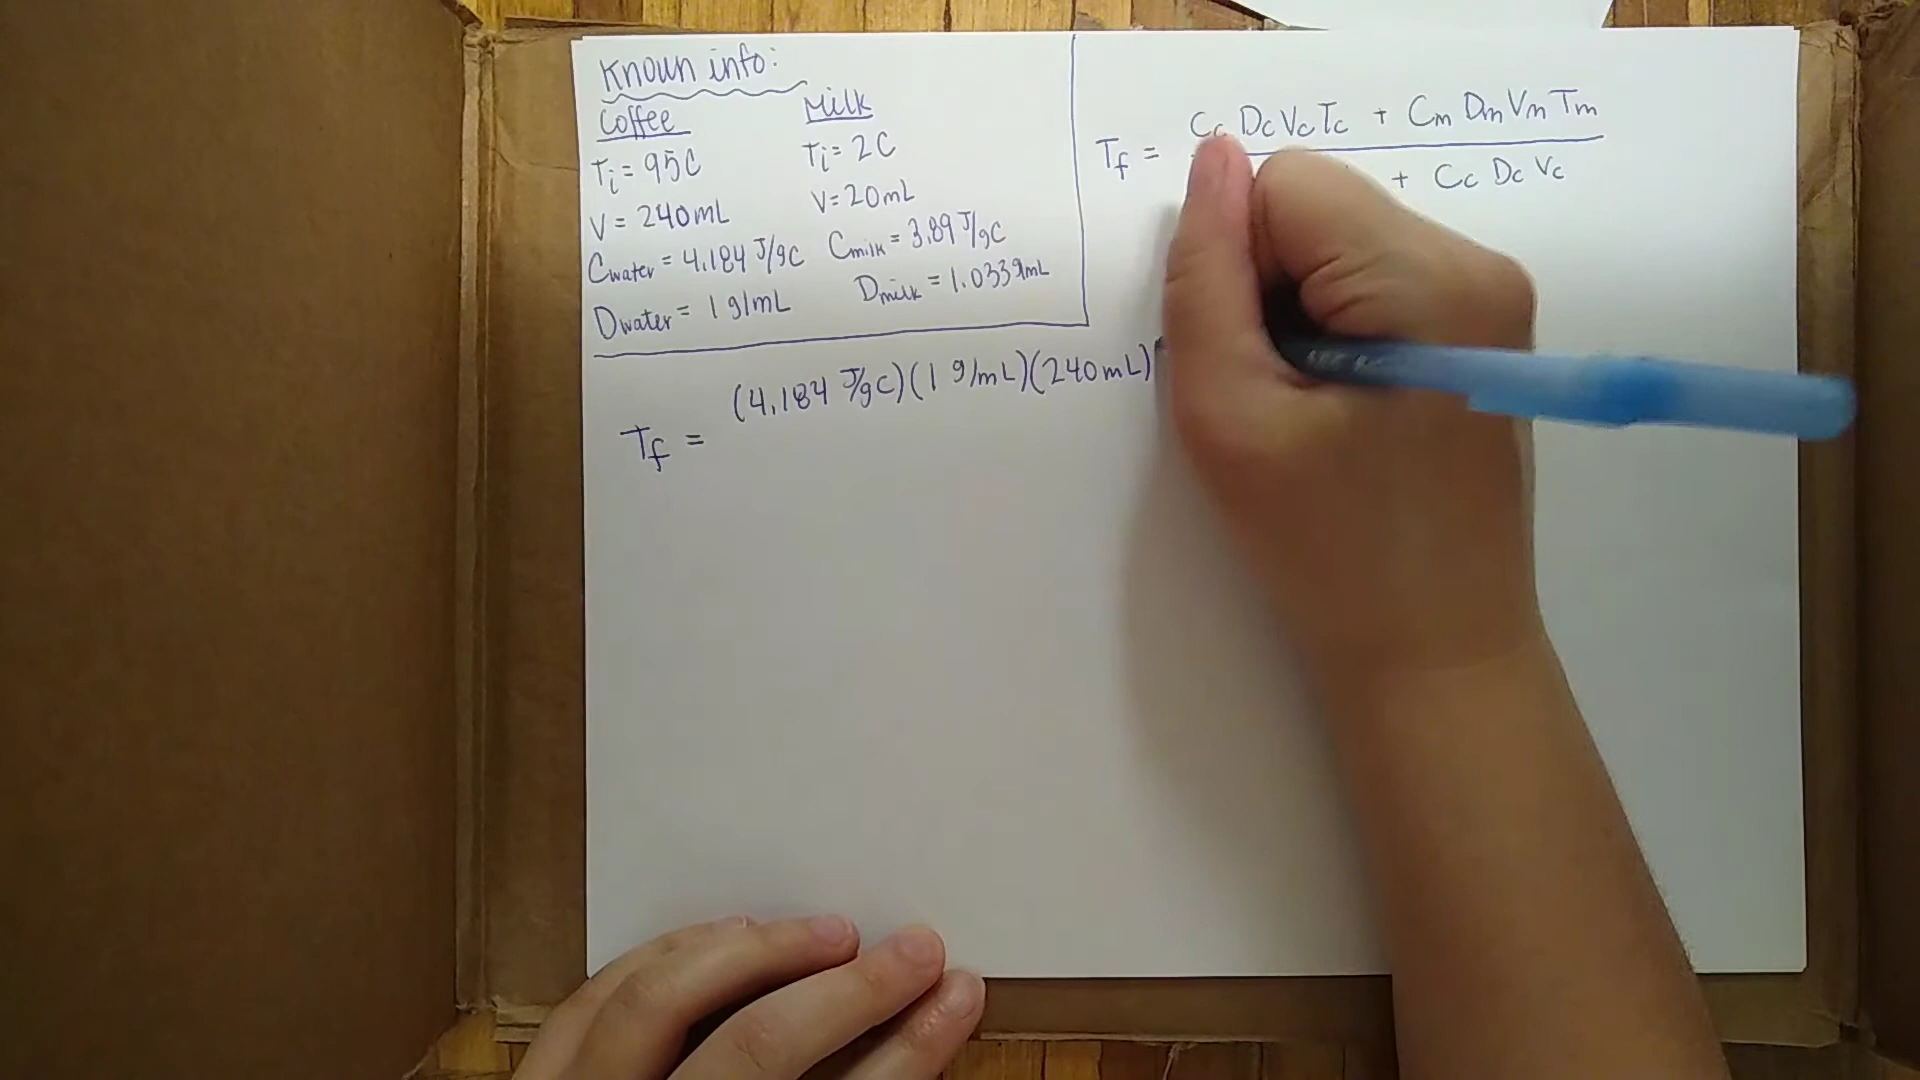 Known info:
Coffee
Ti = 95C
V = 240mL
Cwater = 4.184 J/gC
Dwater = 1 g/mL
Milk
Ti = 2C
V = 20mL
Cmilk = 3.89 J/gC
Dmilk = 1.033g/mL
Tf = Cc Dc Vc Tc + Cm Dm Vm Tm
+ Cc Dc Vc
(4.184 J/gC)(1 g/mL)(240mL)
Tf =